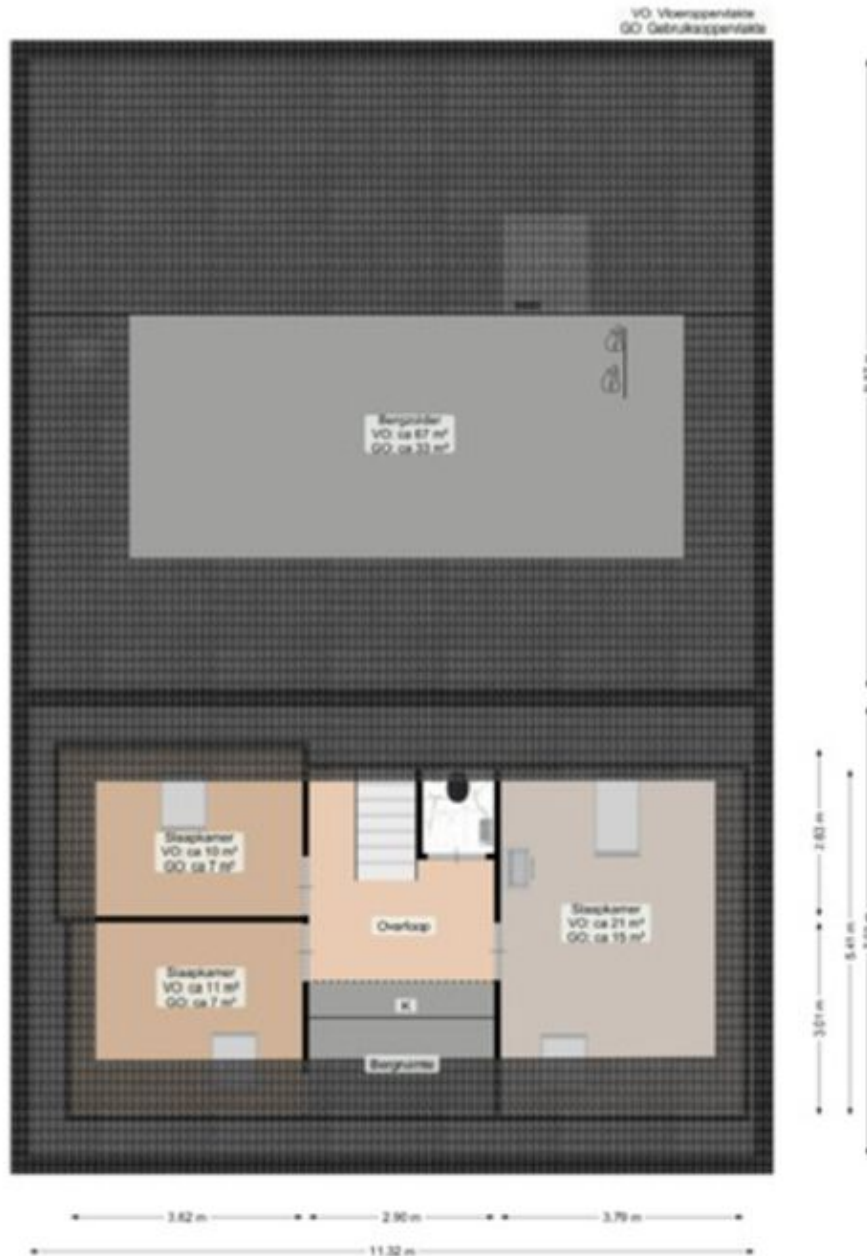 VO: Vloeroppervlakte
GO: Gebruiksoppervlakte
Bergzolder
VO: ca 67 m²
GO: ca 33 m²
Slaapkamer
VO: ca 10 m²
GO: ca 7 m²
Overloop
Slaapkamer
VO: ca 21 m²
GO: ca 15 m²
Slaapkamer
VO: ca 11 m²
GO: ca 7 m²
K
Bergruimte
2.63 m
3.01 m
5.41 m
3.62 m
2.90 m
3.79 m
11.32 m